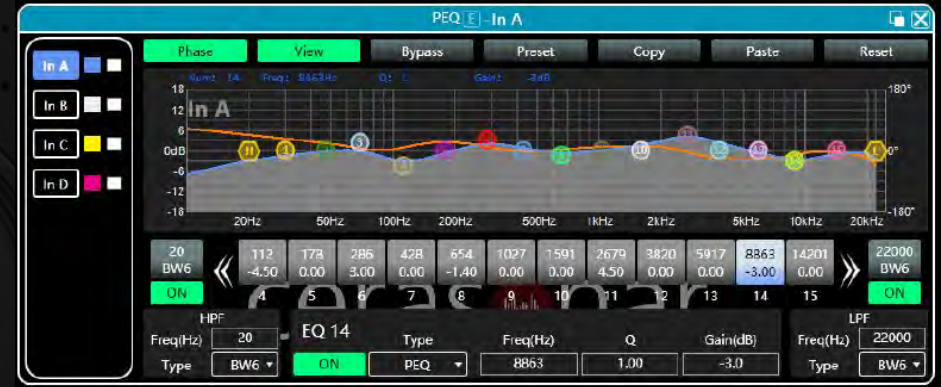 PEQ E -In A
Phase View Bypass Preset Copy Paste Reset
In A
In B
In C
In D
Num: 14 Freq: 8863Hz Q: 1 Gain: -3dB
In A
18
12
6
0dB
-6
-12
-18
180°
0°
-180°
20Hz 50Hz 100Hz 200Hz 500Hz 1KHz 2KHz 5kHz 10kHz 20kHz
20 BW6 ON
112 178 286 428 654 1027 1591 2679 3820 5917 8863 14201
-4.50 0.00 3.00 0.00 -1.40 0.00 0.00 4.50 0.00 0.00 -3.00 0.00
4 5 6 7 8 9 10 11 12 13 14 15
22000 BW6 ON
HPF
Freq(Hz) 20
Type BW6
EQ 14
ON
Type Freq(Hz) Q Gain(dB)
PEQ 8863 1.00 -3.0
LPF
Freq(Hz) 22000
Type BW6